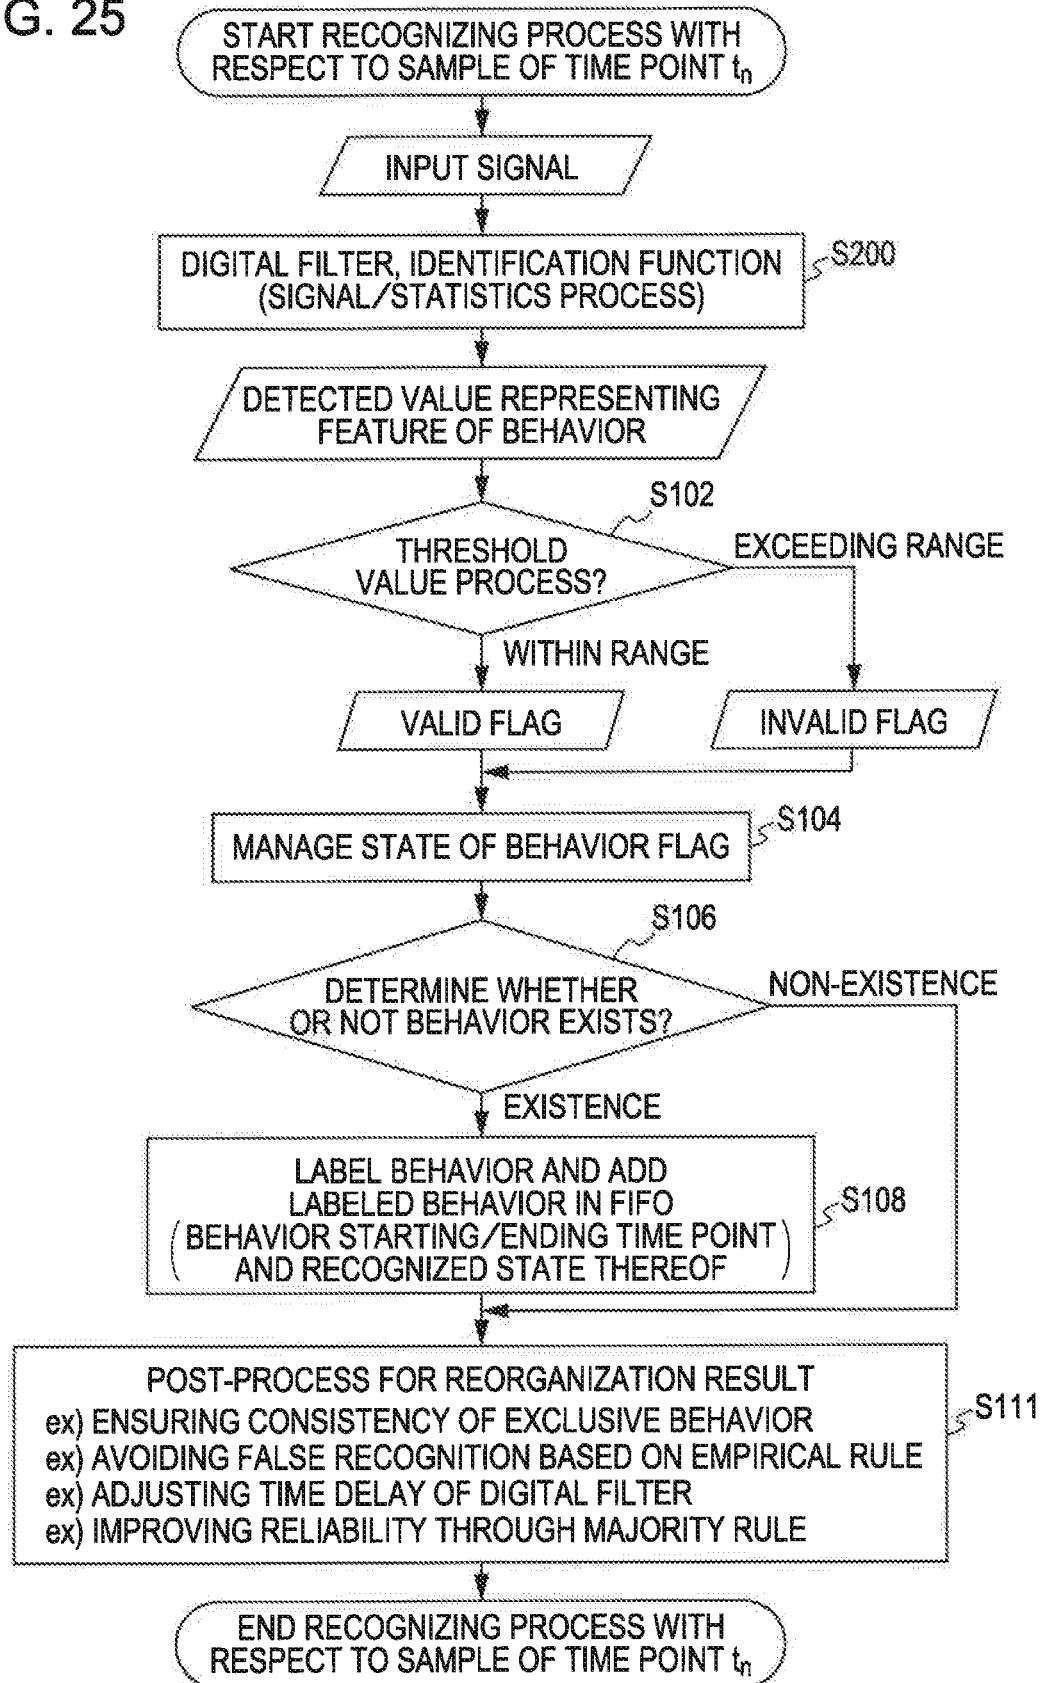 G. 25
START RECOGNIZING PROCESS WITH
RESPECT TO SAMPLE OF TIME POINT tn
INPUT SIGNAL
DIGITAL FILTER, IDENTIFICATION FUNCTION
(SIGNAL/STATISTICS PROCESS)
S200
DETECTED VALUE REPRESENTING
FEATURE OF BEHAVIOR
S102
THRESHOLD
VALUE PROCESS?
EXCEEDING RANGE
WITHIN RANGE
VALID FLAG
INVALID FLAG
MANAGE STATE OF BEHAVIOR FLAG
S104
S106
DETERMINE WHETHER
OR NOT BEHAVIOR EXISTS?
NON-EXISTENCE
EXISTENCE
LABEL BEHAVIOR AND ADD
LABELED BEHAVIOR IN FIFO
(BEHAVIOR STARTING/ENDING TIME POINT
AND RECOGNIZED STATE THEREOF)
S108
POST-PROCESS FOR REORGANIZATION RESULT
ex) ENSURING CONSISTENCY OF EXCLUSIVE BEHAVIOR
ex) AVOIDING FALSE RECOGNITION BASED ON EMPIRICAL RULE
ex) ADJUSTING TIME DELAY OF DIGITAL FILTER
ex) IMPROVING RELIABILITY THROUGH MAJORITY RULE
S111
END RECOGNIZING PROCESS WITH
RESPECT TO SAMPLE OF TIME POINT tn